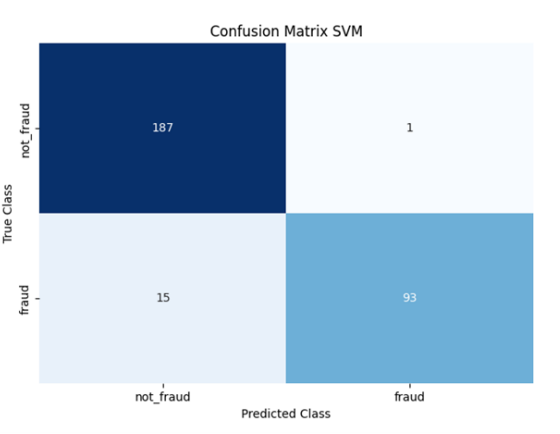 Confusion Matrix SVM
True Class
not_fraud
187
1
fraud
15
93
not_fraud
fraud
Predicted Class